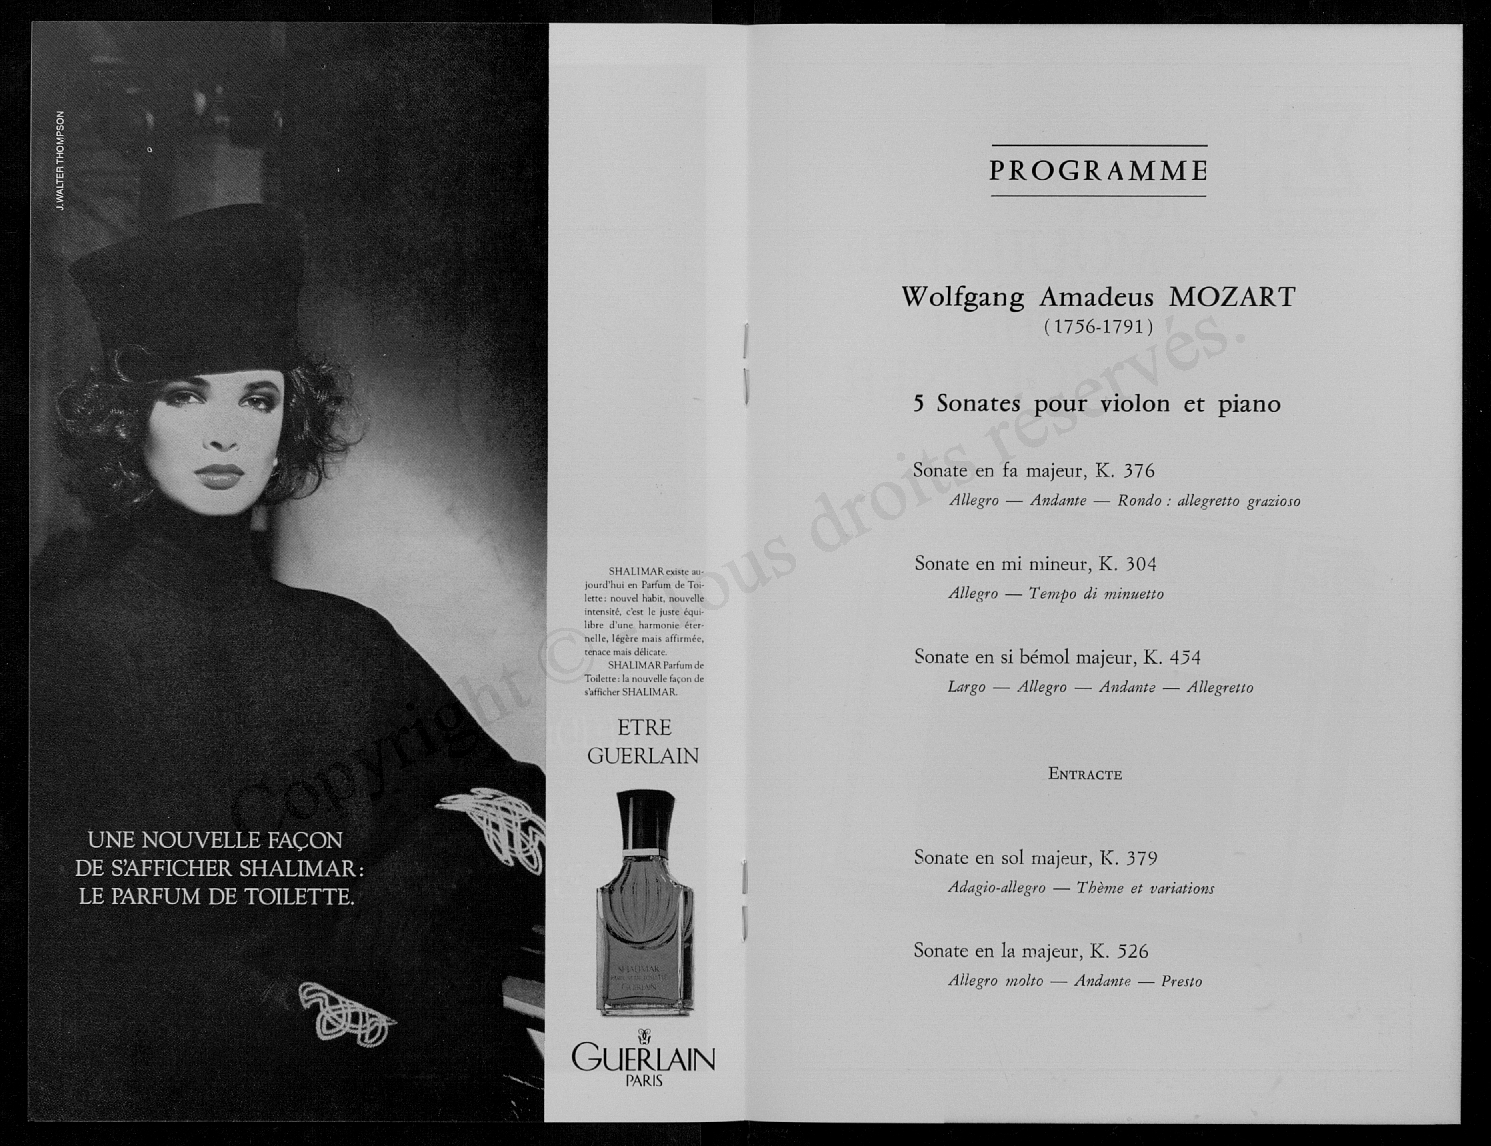 J. WALTER THOMPSON
UNE NOUVELLE FAÇON
DE S'AFFICHER SHALIMAR:
LE PARFUM DE TOILETTE.
SHALIMAR existe au-
jourd'hui en Parfum de Toi-
lette: nouvel habit, nouvelle
intensité, c'est le juste équi-
libre d'une harmonie éter-
nelle, légère mais affirmée,
tenace mais délicate.
SHALIMAR Parfum de
Toilette: la nouvelle façon de
s'afficher SHALIMAR.
ETRE
GUERLAIN
SHALIMAR
GUERLAIN
GUERLAIN
PARIS
PROGRAMME
Wolfgang Amadeus MOZART
(1756-1791)
5 Sonates pour violon et piano
Sonate en fa majeur, K. 376
Allegro — Andante — Rondo : allegretto grazioso
Sonate en mi mineur, K. 304
Allegro — Tempo di minuetto
Sonate en si bémol majeur, K. 454
Largo — Allegro — Andante — Allegretto
ENTRACTE
Sonate en sol majeur, K. 379
Adagio-allegro — Thème et variations
Sonate en la majeur, K. 526
Allegro molto — Andante — Presto
Copyright © Tous droits réservés.